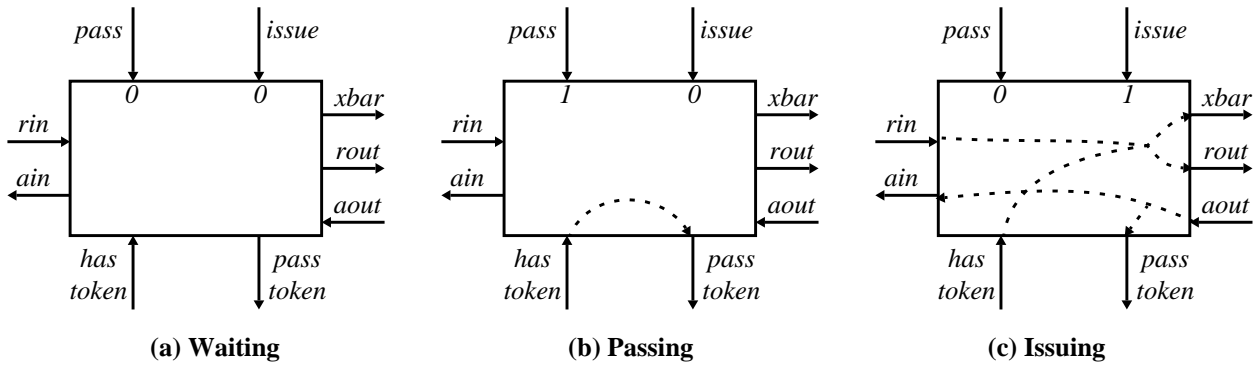 pass issue
0 0
xbar
rin
rout
ain
aout
has pass
token token
(a) Waiting
pass issue
1 0
xbar
rin
rout
ain
aout
has pass
token token
(b) Passing
pass issue
0 1
xbar
rin
rout
ain
aout
has pass
token token
(c) Issuing